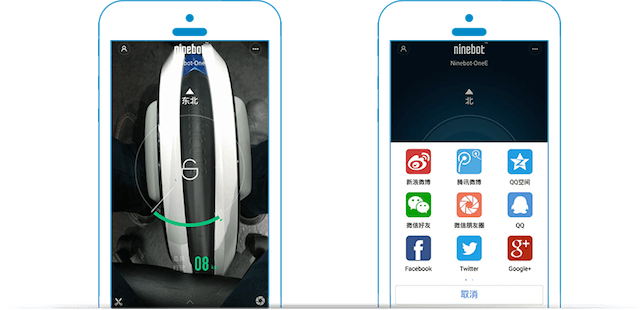 ninebot
Ninebot-OneE
东北
08
ninebot
Ninebot-OneE
北
新浪微博
腾讯微博
QQ空间
微信好友
微信朋友圈
QQ
Facebook
Twitter
Google+
取消